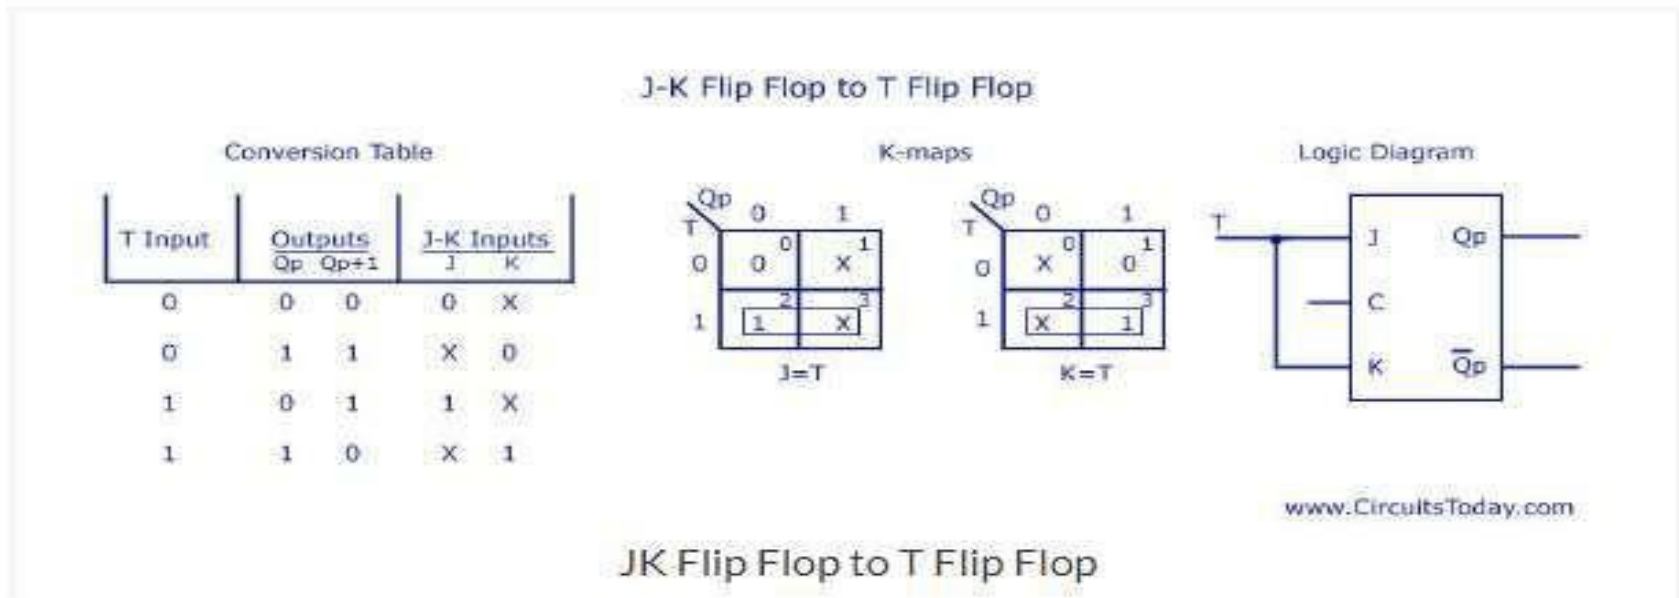 J-K Flip Flop to T Flip Flop
Conversion Table
T Input Outputs J-K Inputs
Qp Qp+1 J K
0 0 0 0 X
0 1 1 X 0
1 0 1 1 X
1 1 0 X 1
K-maps
Qp
T 0 1
0 1
0 0 X
2 3
1 1 X
J=T
Qp
T 0 1
0 1
0 X 0
2 3
1 X 1
K=T
Logic Diagram
T
J Qp
C
K Q̅p
www.CircuitsToday.com
JK Flip Flop to T Flip Flop